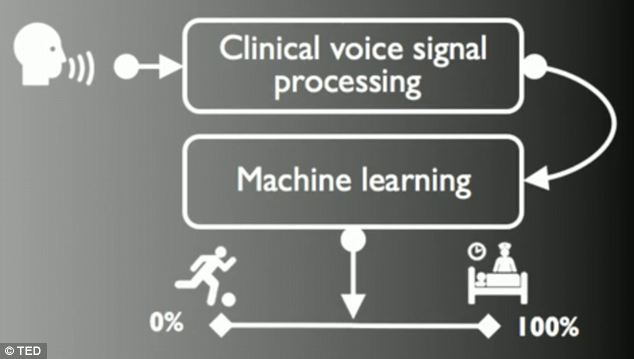 Clinical voice signal
processing
Machine learning
0%
100%
© TED